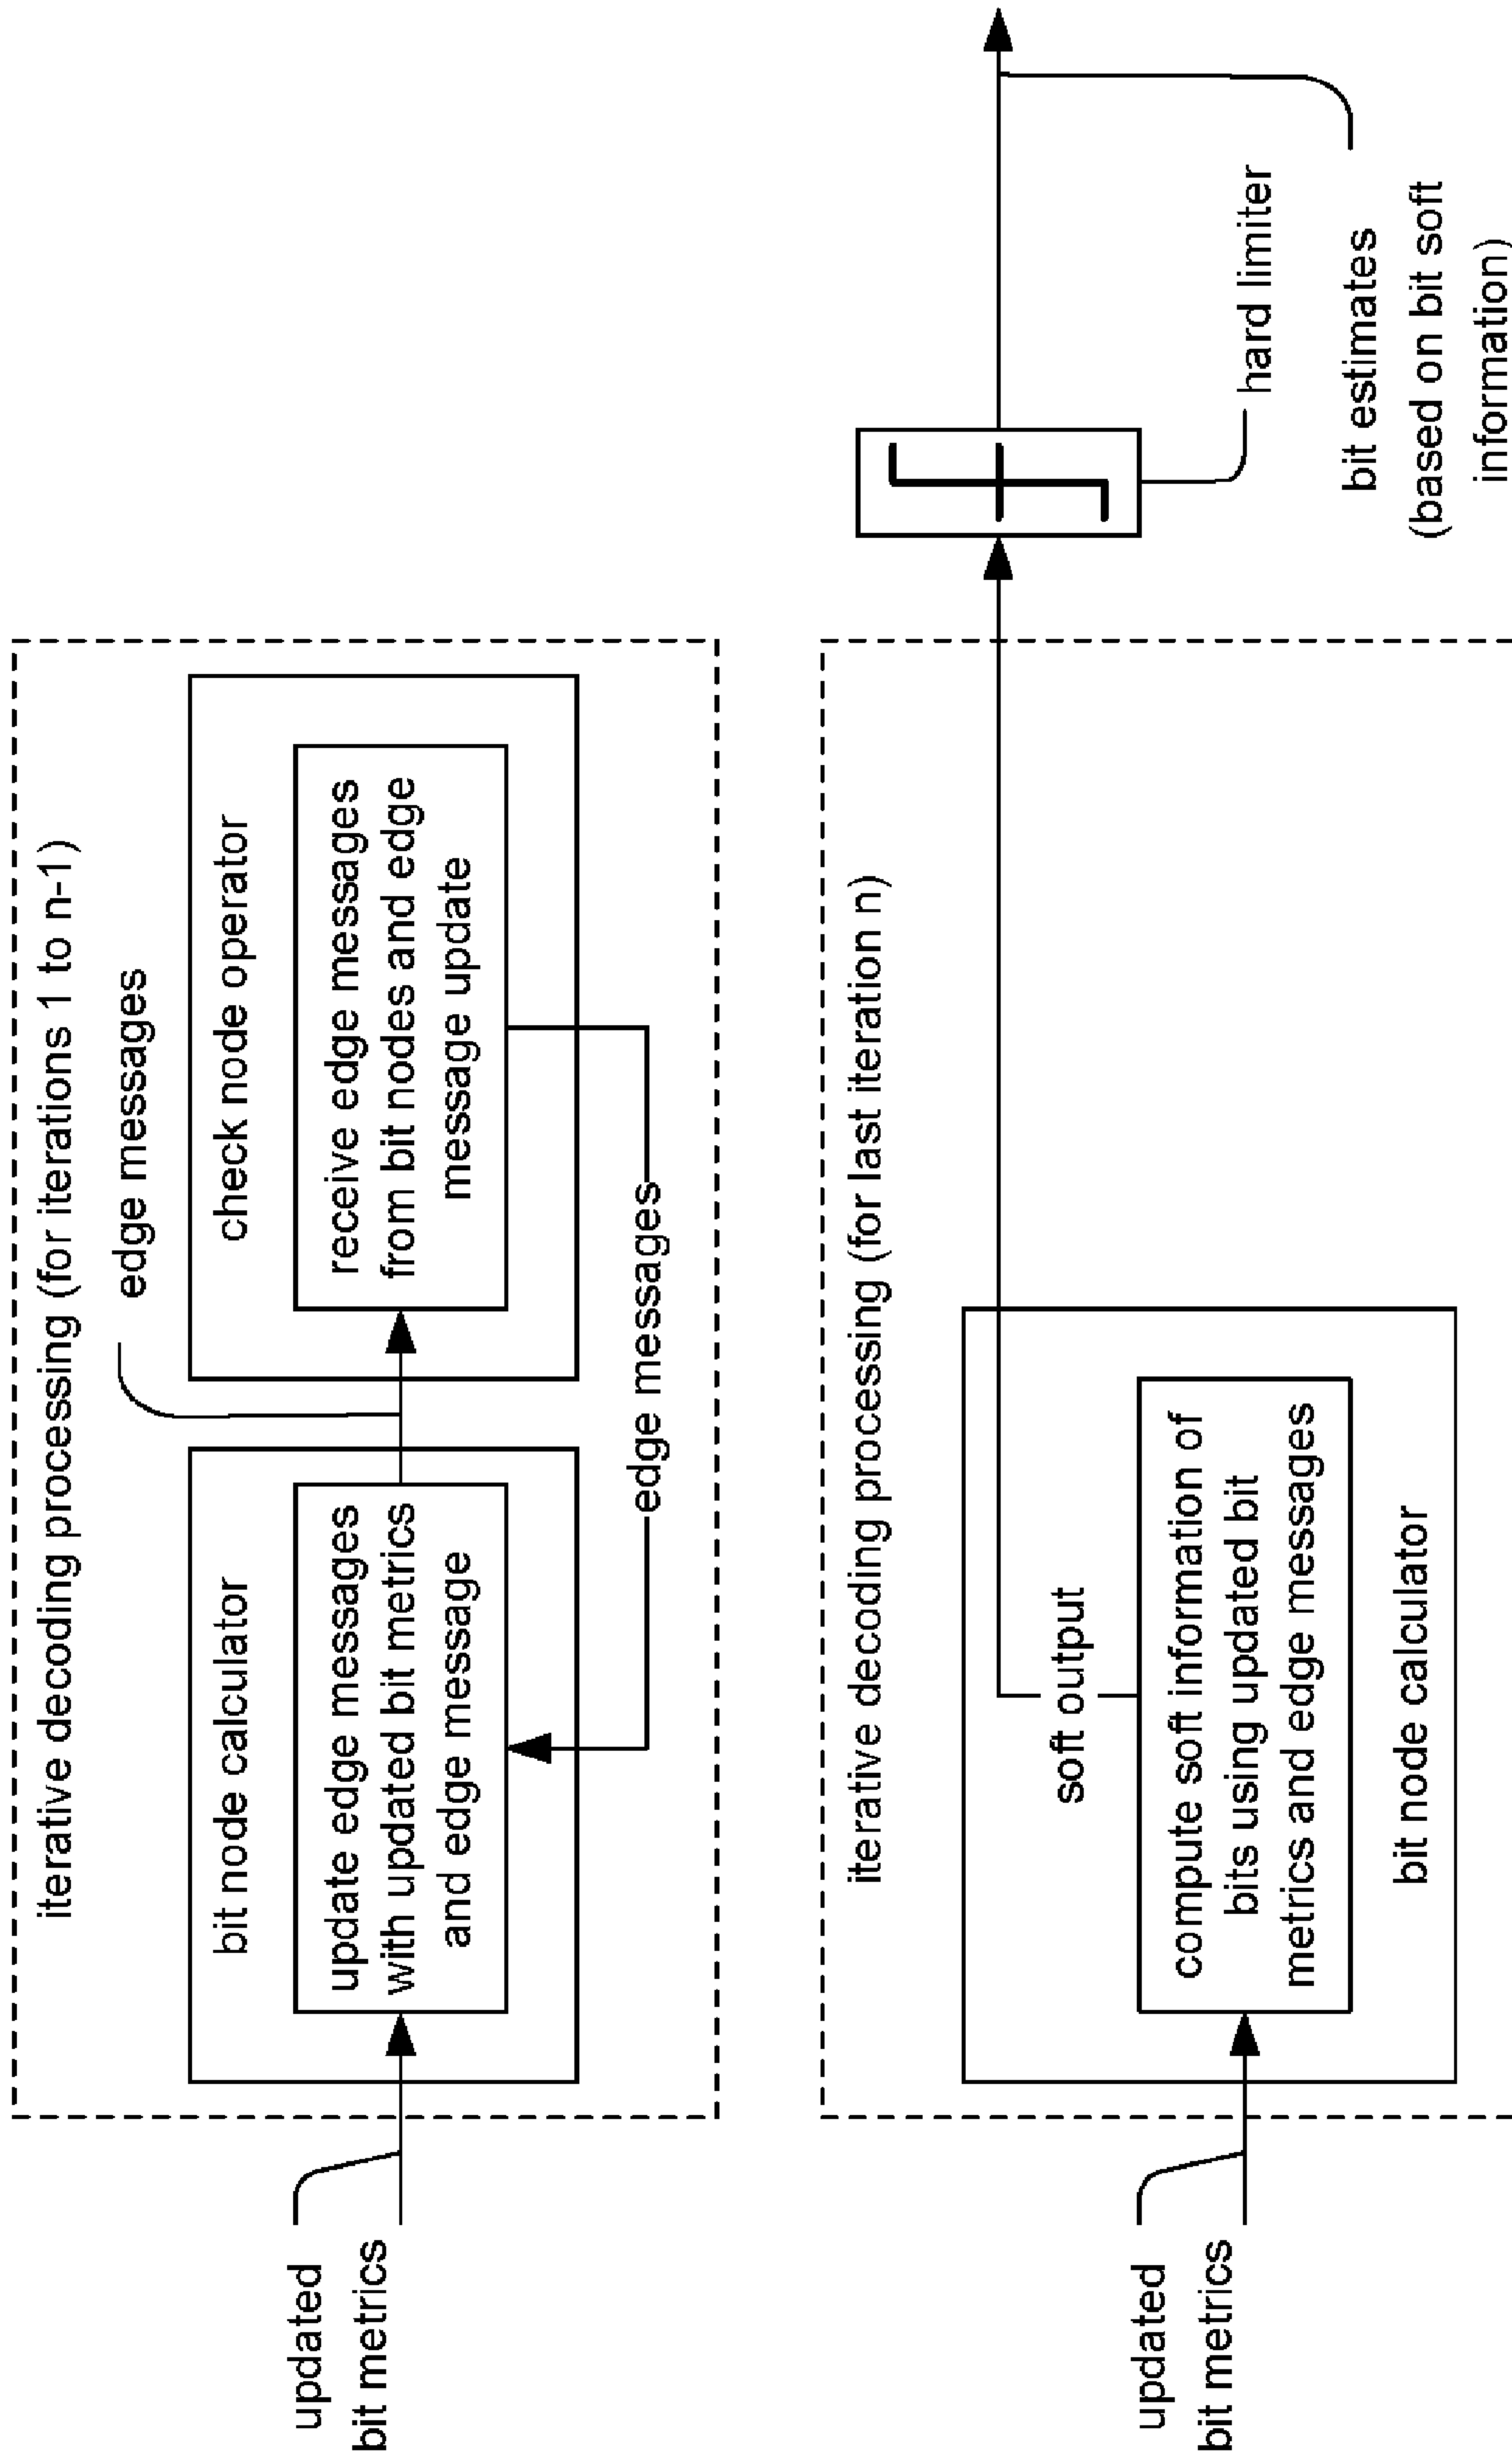 iterative decoding processing (for iterations 1 to n-1)
edge messages
bit node calculator
check node operator
updated
bit metrics
update edge messages
with updated bit metrics
and edge message
receive edge messages
from bit nodes and edge
message update
edge messages
iterative decoding processing (for last iteration n)
soft output
updated
bit metrics
compute soft information of
bits using updated bit
metrics and edge messages
bit node calculator
hard limiter
bit estimates
(based on bit soft
information)